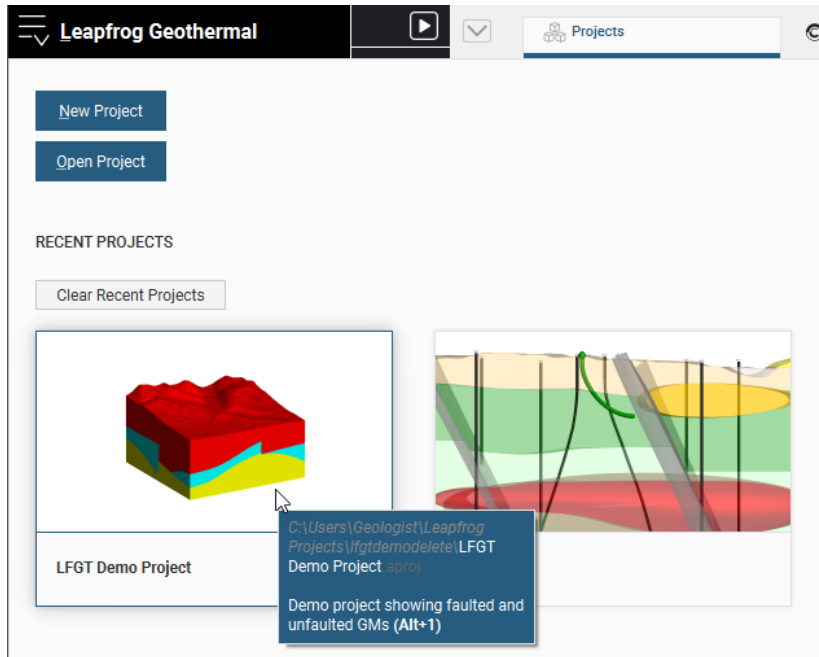 Leapfrog Geothermal
Projects
New Project
Open Project
RECENT PROJECTS
Clear Recent Projects
LFGT Demo Project
C:\Users\Geologist\Leapfrog
Projects\lfgtdemodelete\LFGT
Demo Project.aproj
Demo project showing faulted and
unfaulted GMs (Alt+1)